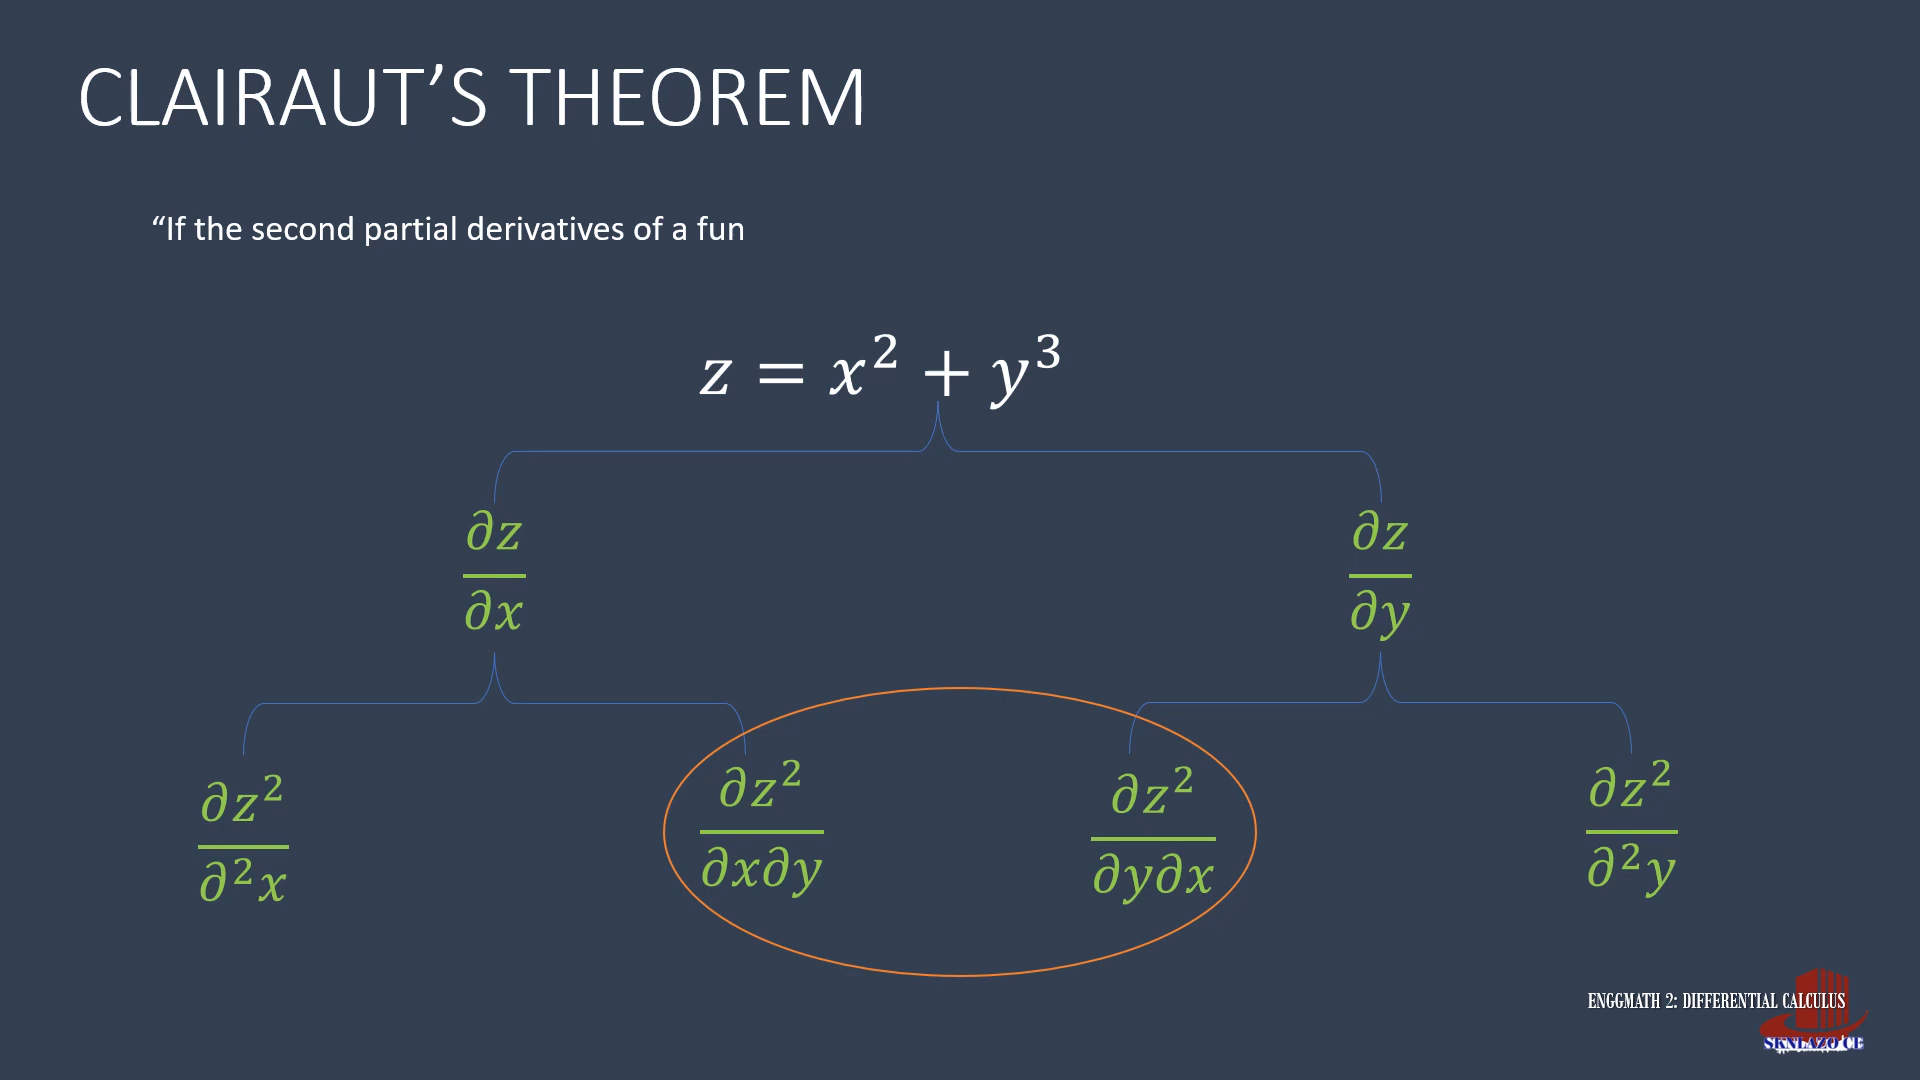 CLAIRAUT’S THEOREM
“If the second partial derivatives of a fun
z = x² + y³
∂z/∂x ∂z/∂y
∂z²/∂²x ∂z²/∂x∂y ∂z²/∂y∂x ∂z²/∂²y
ENGGMATH 2: DIFFERENTIAL CALCULUS